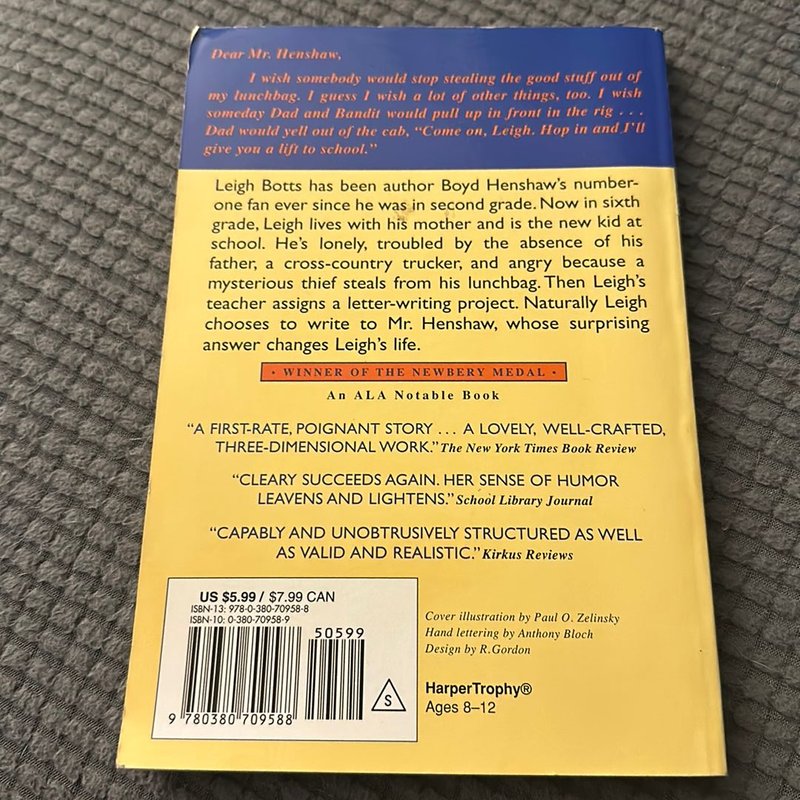 Dear Mr. Henshaw,
I wish somebody would stop stealing the good stuff out of
my lunchbag. I guess I wish a lot of other things, too. I wish
someday Dad and Bandit would pull up in front in the rig . . .
Dad would yell out of the cab, "Come on, Leigh. Hop in and I'll
give you a lift to school."
Leigh Botts has been author Boyd Henshaw's number-
one fan ever since he was in second grade. Now in sixth
grade, Leigh lives with his mother and is the new kid at
school. He's lonely, troubled by the absence of his
father, a cross-country trucker, and angry because a
mysterious thief steals from his lunchbag. Then Leigh's
teacher assigns a letter-writing project. Naturally Leigh
chooses to write to Mr. Henshaw, whose surprising
answer changes Leigh's life.
• WINNER OF THE NEWBERY MEDAL •
An ALA Notable Book
"A FIRST-RATE, POIGNANT STORY . . . A LOVELY, WELL-CRAFTED,
THREE-DIMENSIONAL WORK." The New York Times Book Review
"CLEARY SUCCEEDS AGAIN. HER SENSE OF HUMOR
LEAVENS AND LIGHTENS." School Library Journal
"CAPABLY AND UNOBTRUSIVELY STRUCTURED AS WELL
AS VALID AND REALISTIC." Kirkus Reviews
US $5.99 / $7.99 CAN
ISBN-13: 978-0-380-70958-8
ISBN-10: 0-380-70958-9
50599
9 780380 709588
S
Cover illustration by Paul O. Zelinsky
Hand lettering by Anthony Bloch
Design by R.Gordon
HarperTrophy®
Ages 8–12